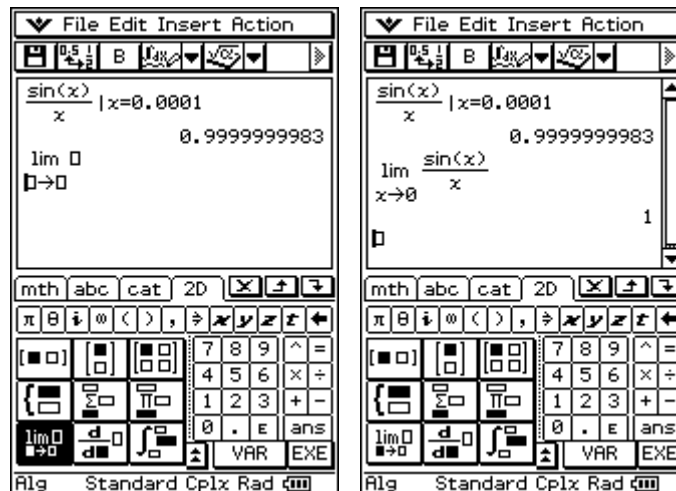 File Edit Insert Action
B
sin(x)
x
|x=0.0001
0.9999999983
lim □
□→□
mth abc cat 2D
π θ i ∞ ( ) , ⇒ x y z t ←
7 8 9 ^ =
4 5 6 × ÷
1 2 3 + −
0 . E ans
lim□
■→□
d
d■
□
∑□
∏□
∫□
VAR EXE
Alg Standard Cplx Rad
File Edit Insert Action
B
sin(x)
x
|x=0.0001
0.9999999983
lim
x→0
sin(x)
x
1
mth abc cat 2D
π θ i ∞ ( ) , ⇒ x y z t ←
7 8 9 ^ =
4 5 6 × ÷
1 2 3 + −
0 . E ans
lim□
■→□
d
d■
□
∑□
∏□
∫□
VAR EXE
Alg Standard Cplx Rad